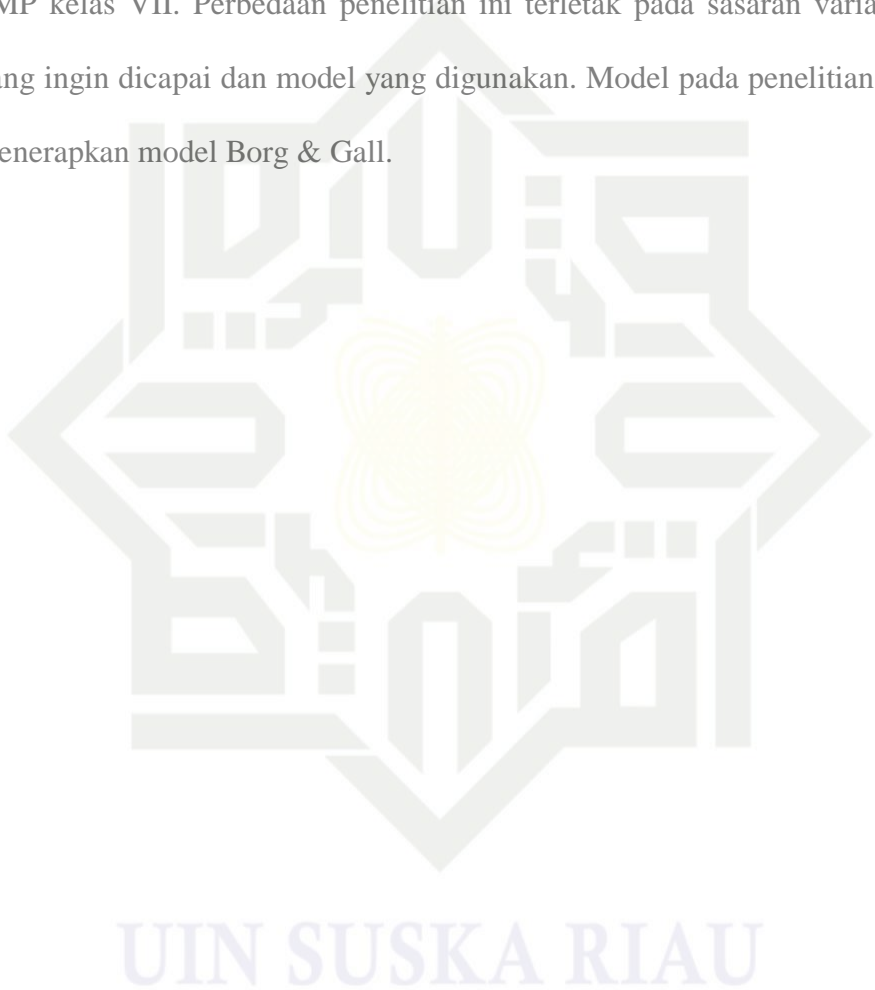 MP kelas VII. Perbedaan penelitian ini terletak pada sasaran varia
ang ingin dicapai dan model yang digunakan. Model pada penelitian
enerapkan model Borg & Gall.
UIN SUSKA RIAU